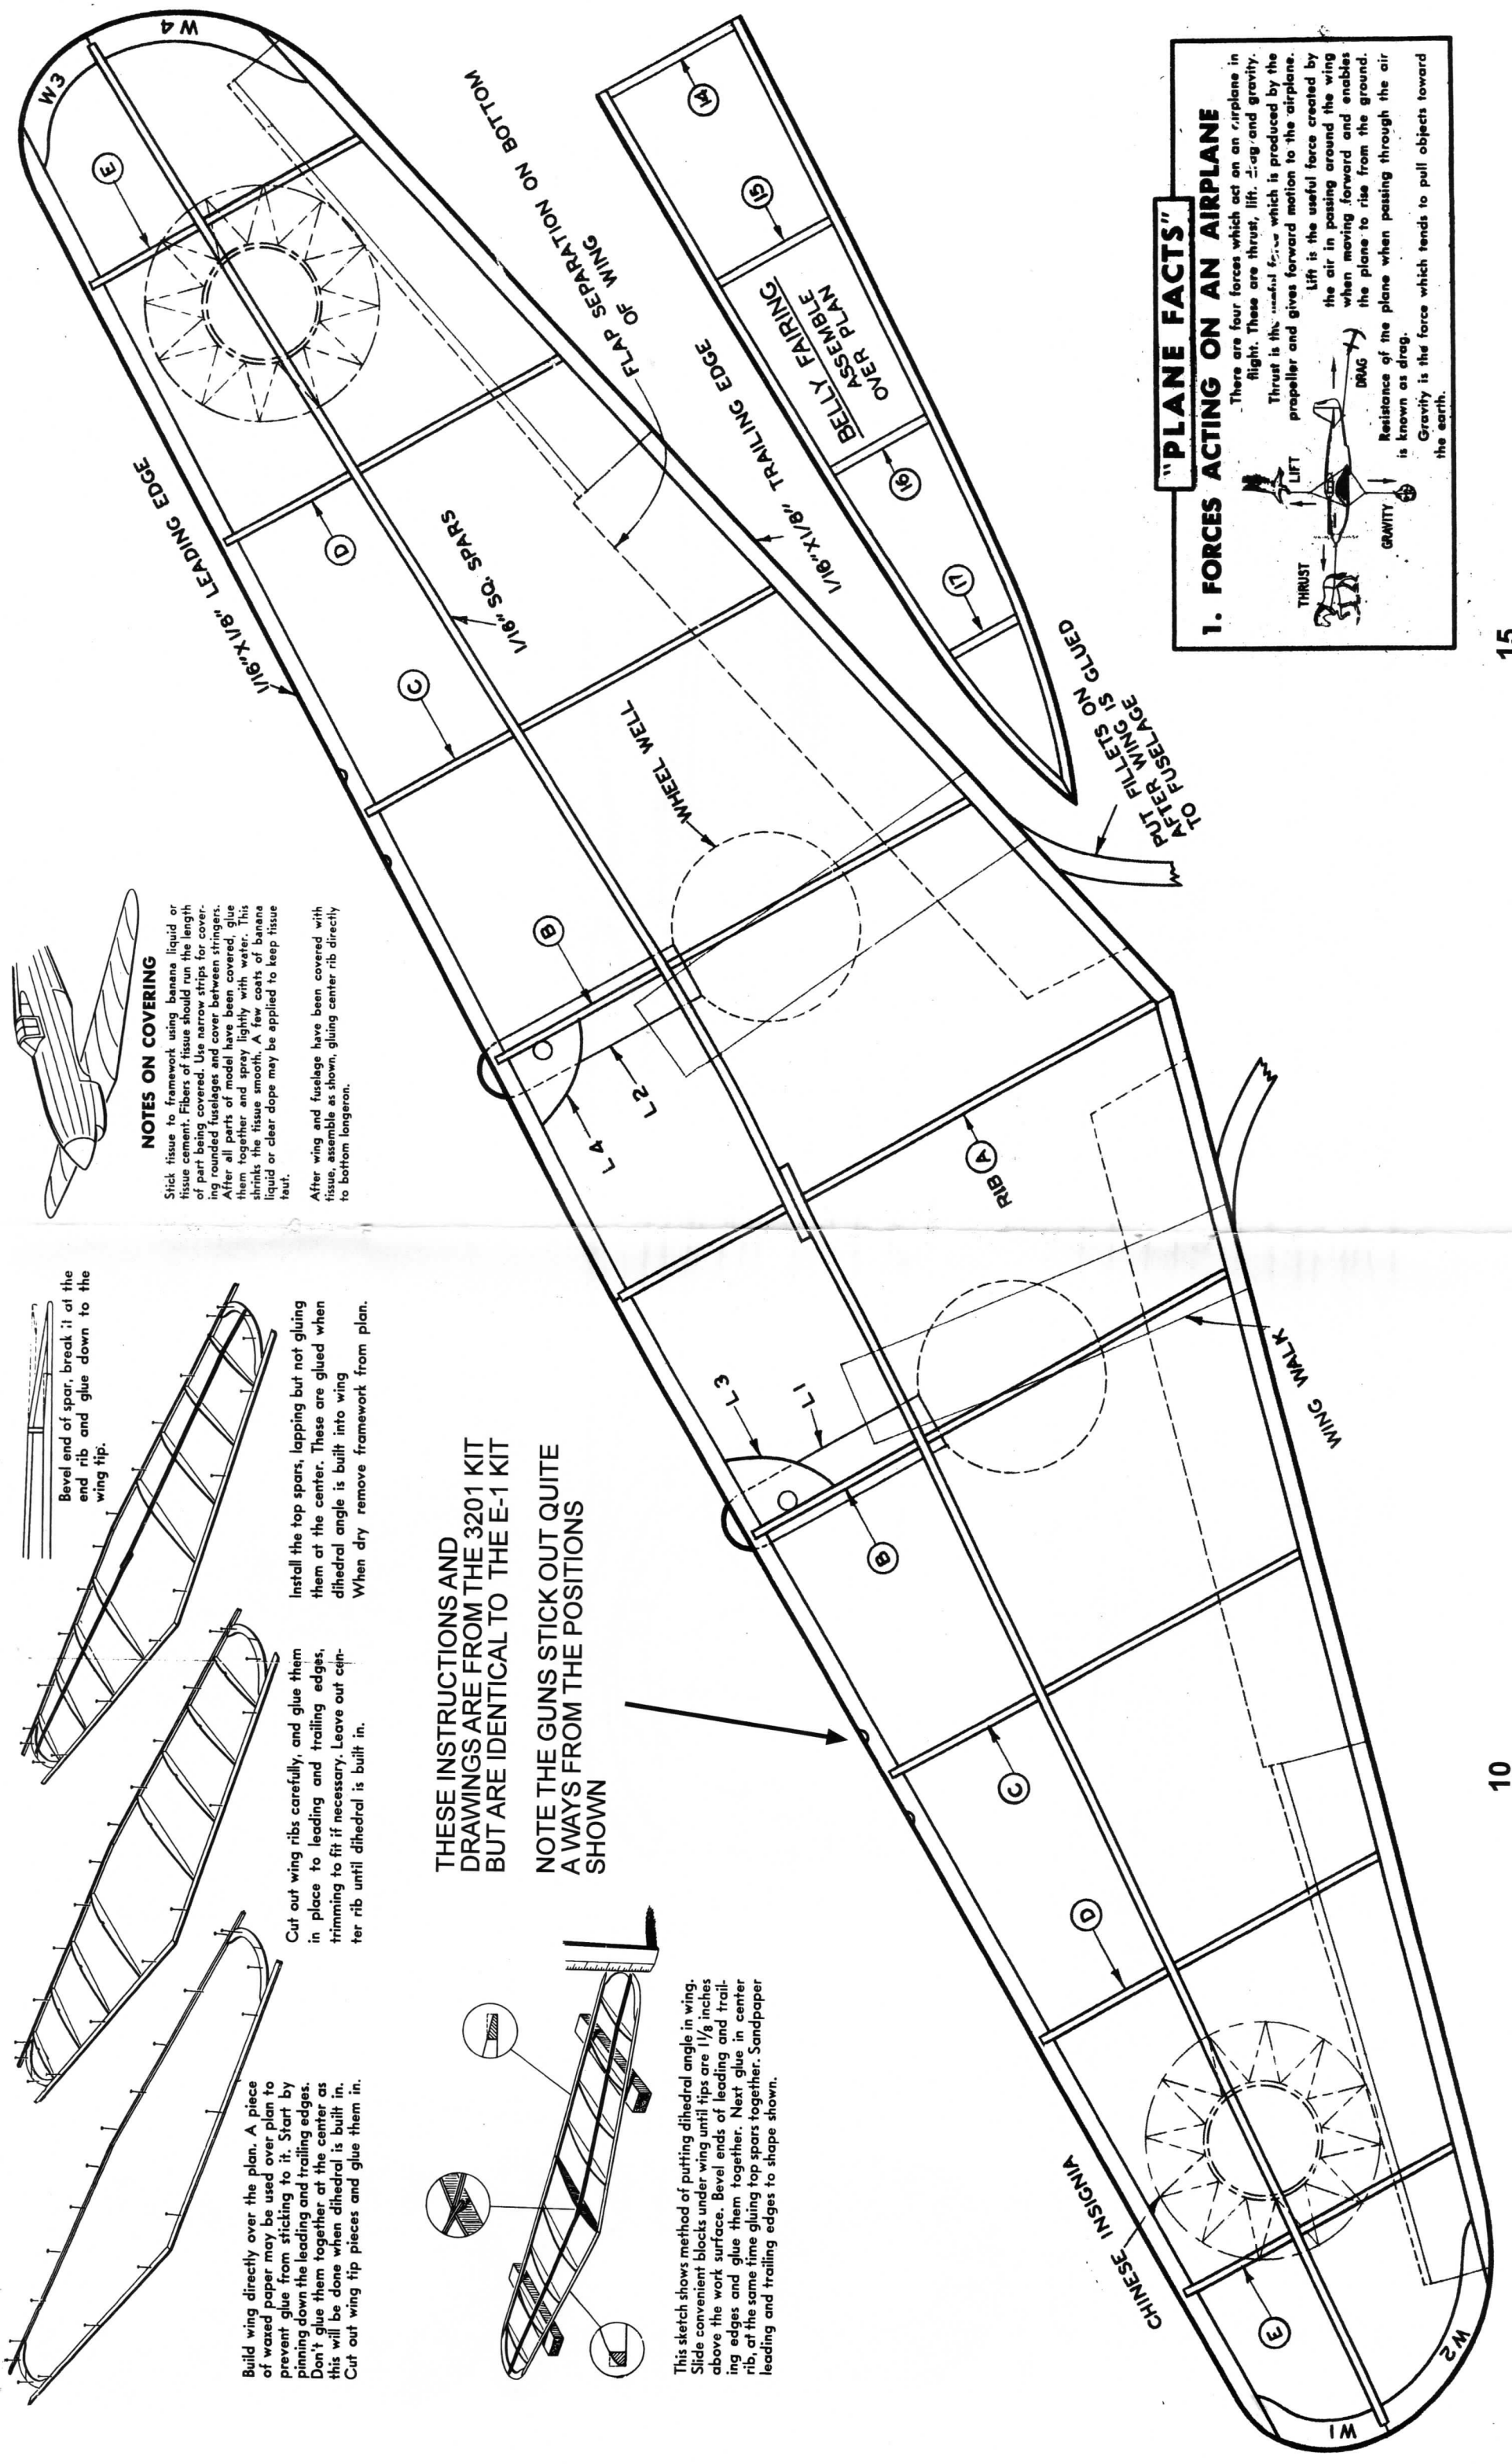 Build wing directly over the plan. A piece
of waxed paper may be used over plan to
prevent glue from sticking to it. Start by
pinning down the leading and trailing edges.
Don't glue them together at the center as
this will be done when dihedral is built in.
Cut out wing tip pieces and glue them in.
Cut out wing ribs carefully, and glue them
in place to leading and trailing edges,
trimming to fit if necessary. Leave out cen-
ter rib until dihedral is built in.
Bevel end of spar, break it at the
end rib and glue down to the
wing tip.
Install the top spars, lapping but not gluing
them at the center. These are glued when
dihedral angle is built into wing
When dry remove framework from plan.
NOTES ON COVERING
Stick tissue to framework using banana liquid or
tissue cement. Fibers of tissue should run the length
of part being covered. Use narrow strips for cover-
ing rounded fuselages and cover between stringers.
After all parts of model have been covered, glue
them together and spray lightly with water. This
shrinks the tissue smooth. A few coats of banana
liquid or clear dope may be applied to keep tissue
taut.
After wing and fuselage have been covered with
tissue, assemble as shown, gluing center rib directly
to bottom longeron.
This sketch shows method of putting dihedral angle in wing.
Slide convenient blocks under wing until tips are 1 1/8 inches
above the work surface. Bevel ends of leading and trail-
ing edges and glue them together. Next glue in center
rib, at the same time gluing top spars together. Sandpaper
leading and trailing edges to shape shown.
THESE INSTRUCTIONS AND
DRAWINGS ARE FROM THE 3201 KIT
BUT ARE IDENTICAL TO THE E-1 KIT
NOTE THE GUNS STICK OUT QUITE
A WAYS FROM THE POSITIONS
SHOWN
W3
W4
E
1/16"X1/8" LEADING EDGE
D
1/16" SQ. SPARS
C
FLAP SEPARATION ON BOTTOM
OF WING
1/16"X1/8" TRAILING EDGE
WHEEL WELL
B
L4
L2
RIB A
PUT FILLETS ON
AFTER WING IS GLUED
TO FUSELAGE
L3
L1
B
WING WALK
C
D
CHINESE INSIGNIA
E
W1
W2
14
15
BELLY FAIRING
ASSEMBLE
OVER PLAN
16
17
"PLANE FACTS"
1. FORCES ACTING ON AN AIRPLANE
There are four forces which act on an airplane in
flight. These are thrust, lift, drag and gravity.
Thrust is the useful force which is produced by the
propeller and gives forward motion to the airplane.
Lift is the useful force created by
the air in passing around the wing
when moving forward and enables
the plane to rise from the ground.
Resistance of the plane when passing through the air
is known as drag.
Gravity is the force which tends to pull objects toward
the earth.
THRUST
LIFT
DRAG
GRAVITY
10
15